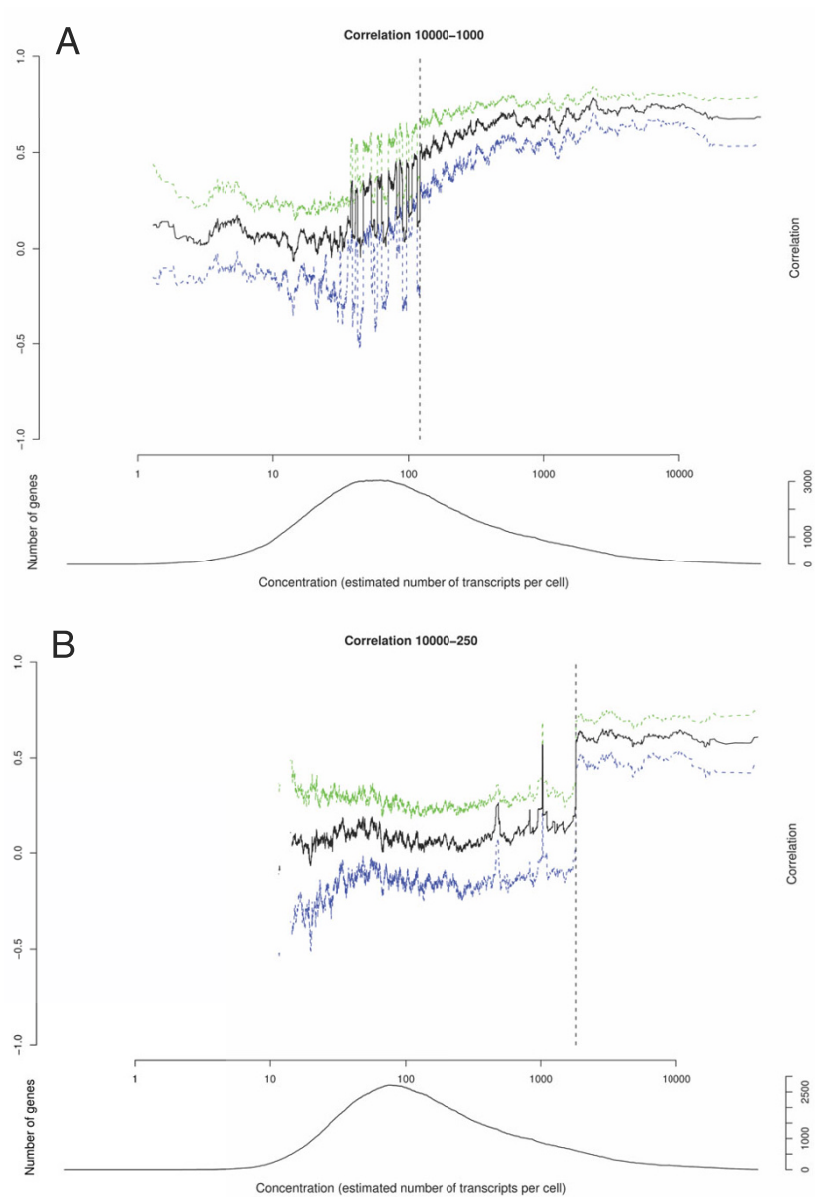 A
Correlation 10000–1000
1.0
0.5
0.0
−0.5
−1.0
Correlation
1 10 100 1000 10000
Number of genes
3000
1000
0
Concentration (estimated number of transcripts per cell)
B
Correlation 10000–250
1.0
0.5
0.0
−0.5
−1.0
Correlation
1 10 100 1000 10000
Number of genes
2500
1000
0
Concentration (estimated number of transcripts per cell)